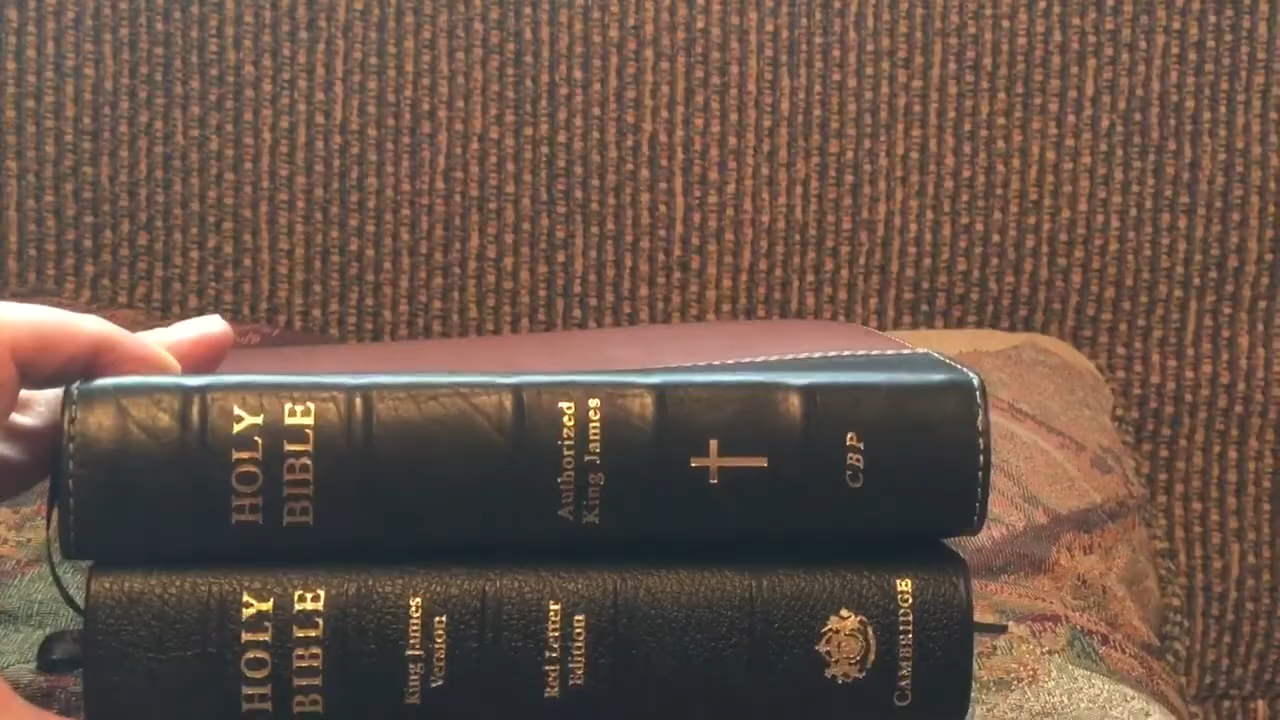 HOLY
BIBLE
Authorized
King James
CBP
HOLY
BIBLE
King James
Version
Red Letter
Edition
CAMBRIDGE